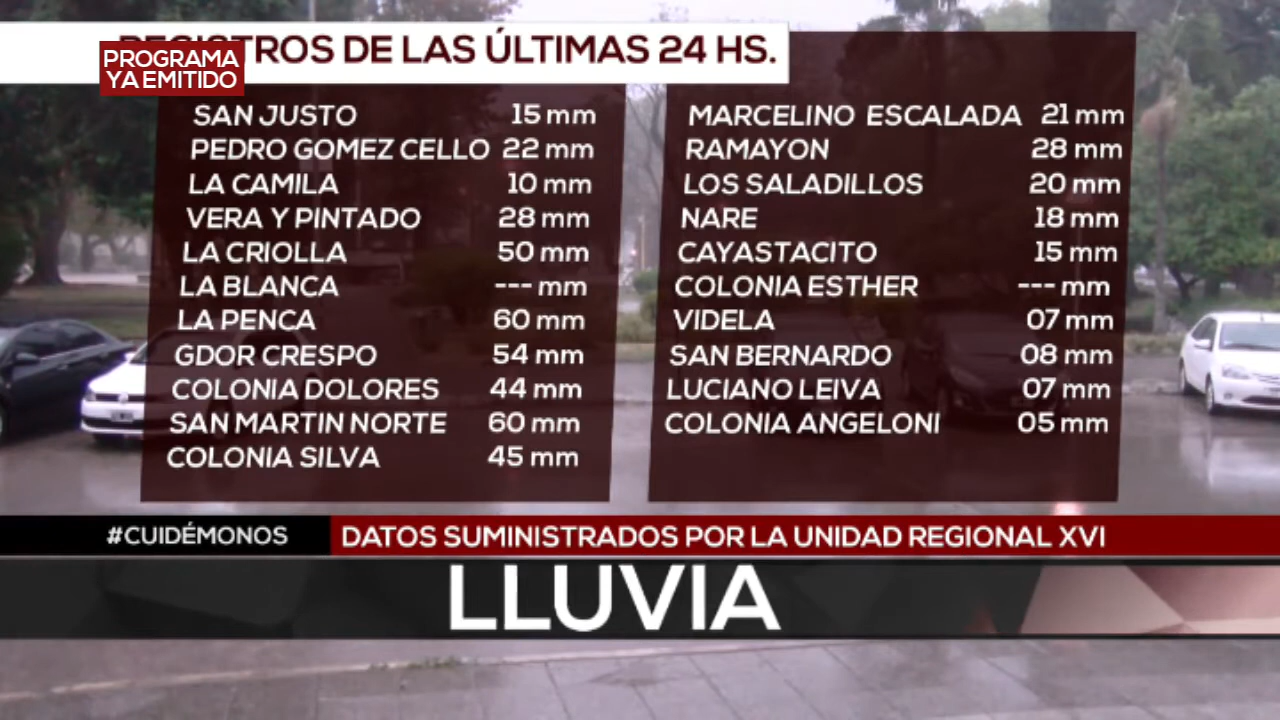 TROS DE LAS ÚLTIMAS 24 HS.
PROGRAMA
YA EMITIDO
SAN JUSTO 15 mm
PEDRO GOMEZ CELLO 22 mm
LA CAMILA 10 mm
VERA Y PINTADO 28 mm
LA CRIOLLA 50 mm
LA BLANCA --- mm
LA PENCA 60 mm
GDOR CRESPO 54 mm
COLONIA DOLORES 44 mm
SAN MARTIN NORTE 60 mm
COLONIA SILVA 45 mm
MARCELINO ESCALADA 21 mm
RAMAYON 28 mm
LOS SALADILLOS 20 mm
NARE 18 mm
CAYASTACITO 15 mm
COLONIA ESTHER --- mm
VIDELA 07 mm
SAN BERNARDO 08 mm
LUCIANO LEIVA 07 mm
COLONIA ANGELONI 05 mm
#CUIDÉMONOS
DATOS SUMINISTRADOS POR LA UNIDAD REGIONAL XVI
LLUVIA